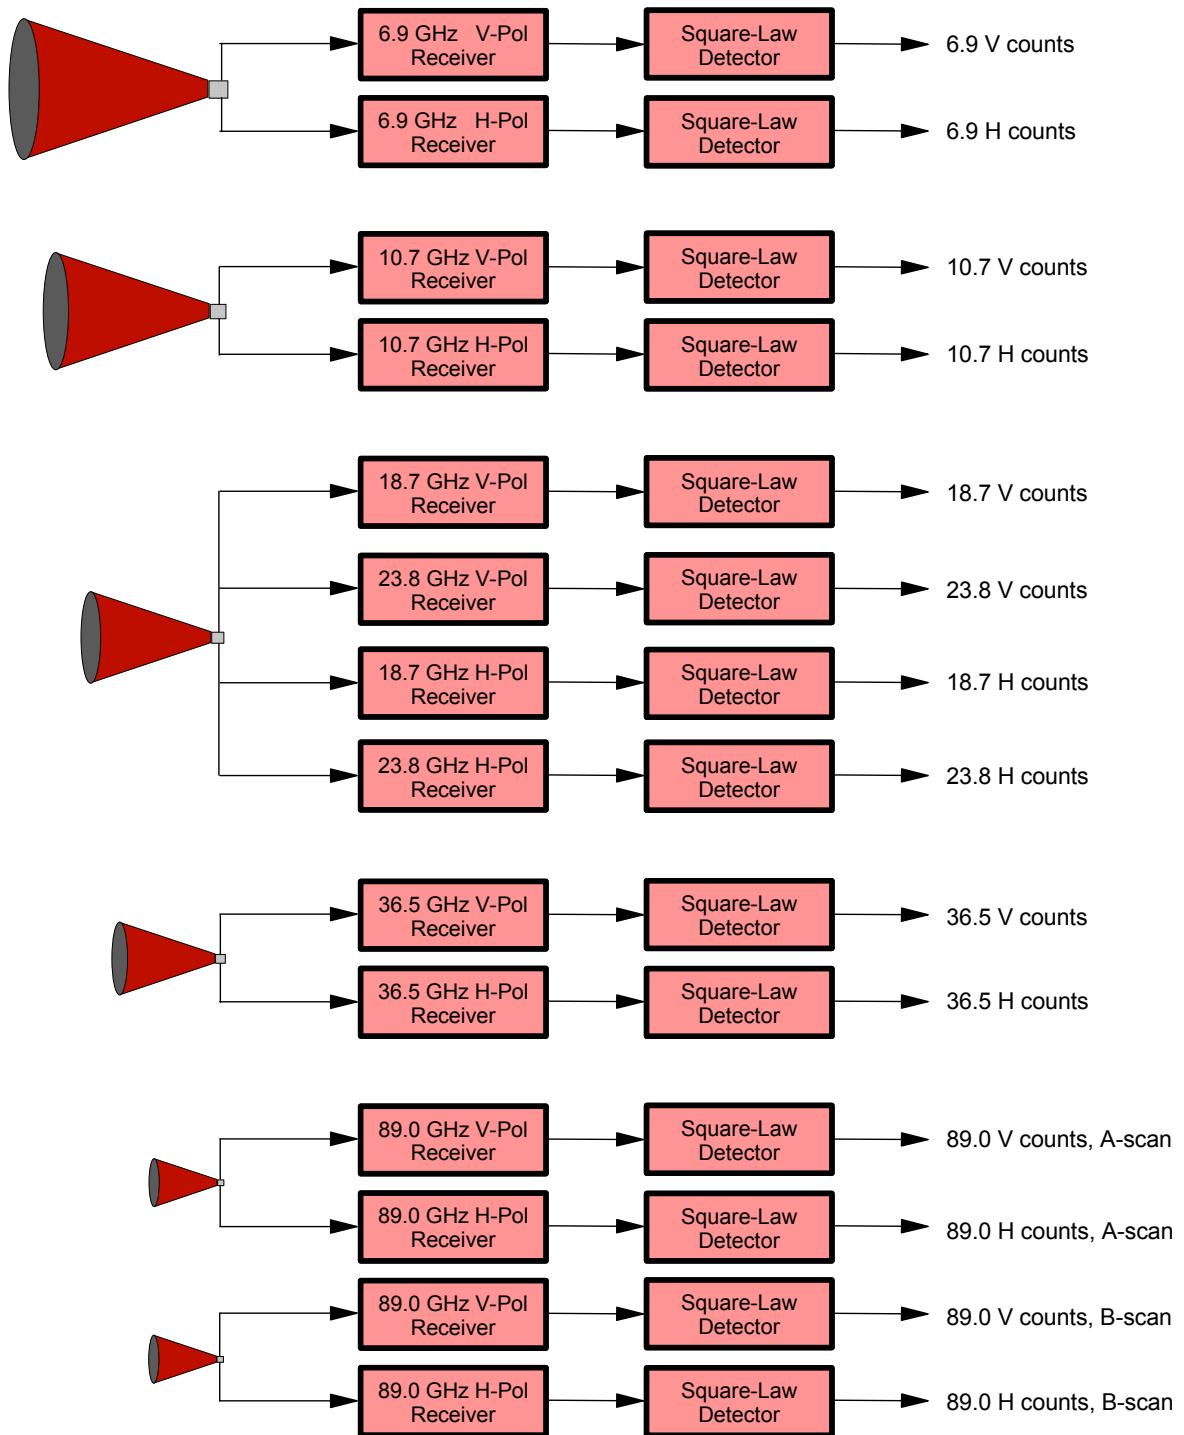 6.9 GHz V-Pol
Receiver
Square-Law
Detector
6.9 V counts
6.9 GHz H-Pol
Receiver
Square-Law
Detector
6.9 H counts
10.7 GHz V-Pol
Receiver
Square-Law
Detector
10.7 V counts
10.7 GHz H-Pol
Receiver
Square-Law
Detector
10.7 H counts
18.7 GHz V-Pol
Receiver
Square-Law
Detector
18.7 V counts
23.8 GHz V-Pol
Receiver
Square-Law
Detector
23.8 V counts
18.7 GHz H-Pol
Receiver
Square-Law
Detector
18.7 H counts
23.8 GHz H-Pol
Receiver
Square-Law
Detector
23.8 H counts
36.5 GHz V-Pol
Receiver
Square-Law
Detector
36.5 V counts
36.5 GHz H-Pol
Receiver
Square-Law
Detector
36.5 H counts
89.0 GHz V-Pol
Receiver
Square-Law
Detector
89.0 V counts, A-scan
89.0 GHz H-Pol
Receiver
Square-Law
Detector
89.0 H counts, A-scan
89.0 GHz V-Pol
Receiver
Square-Law
Detector
89.0 V counts, B-scan
89.0 GHz H-Pol
Receiver
Square-Law
Detector
89.0 H counts, B-scan